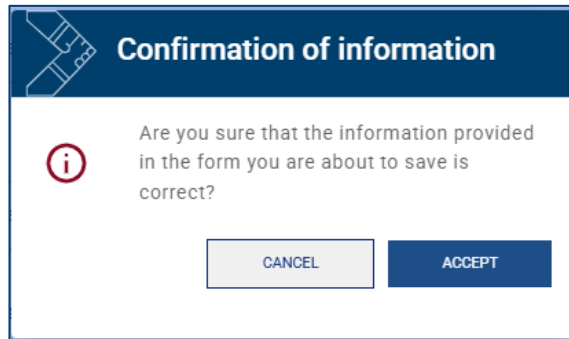 Confirmation of information
Are you sure that the information provided
in the form you are about to save is
correct?
CANCEL
ACCEPT